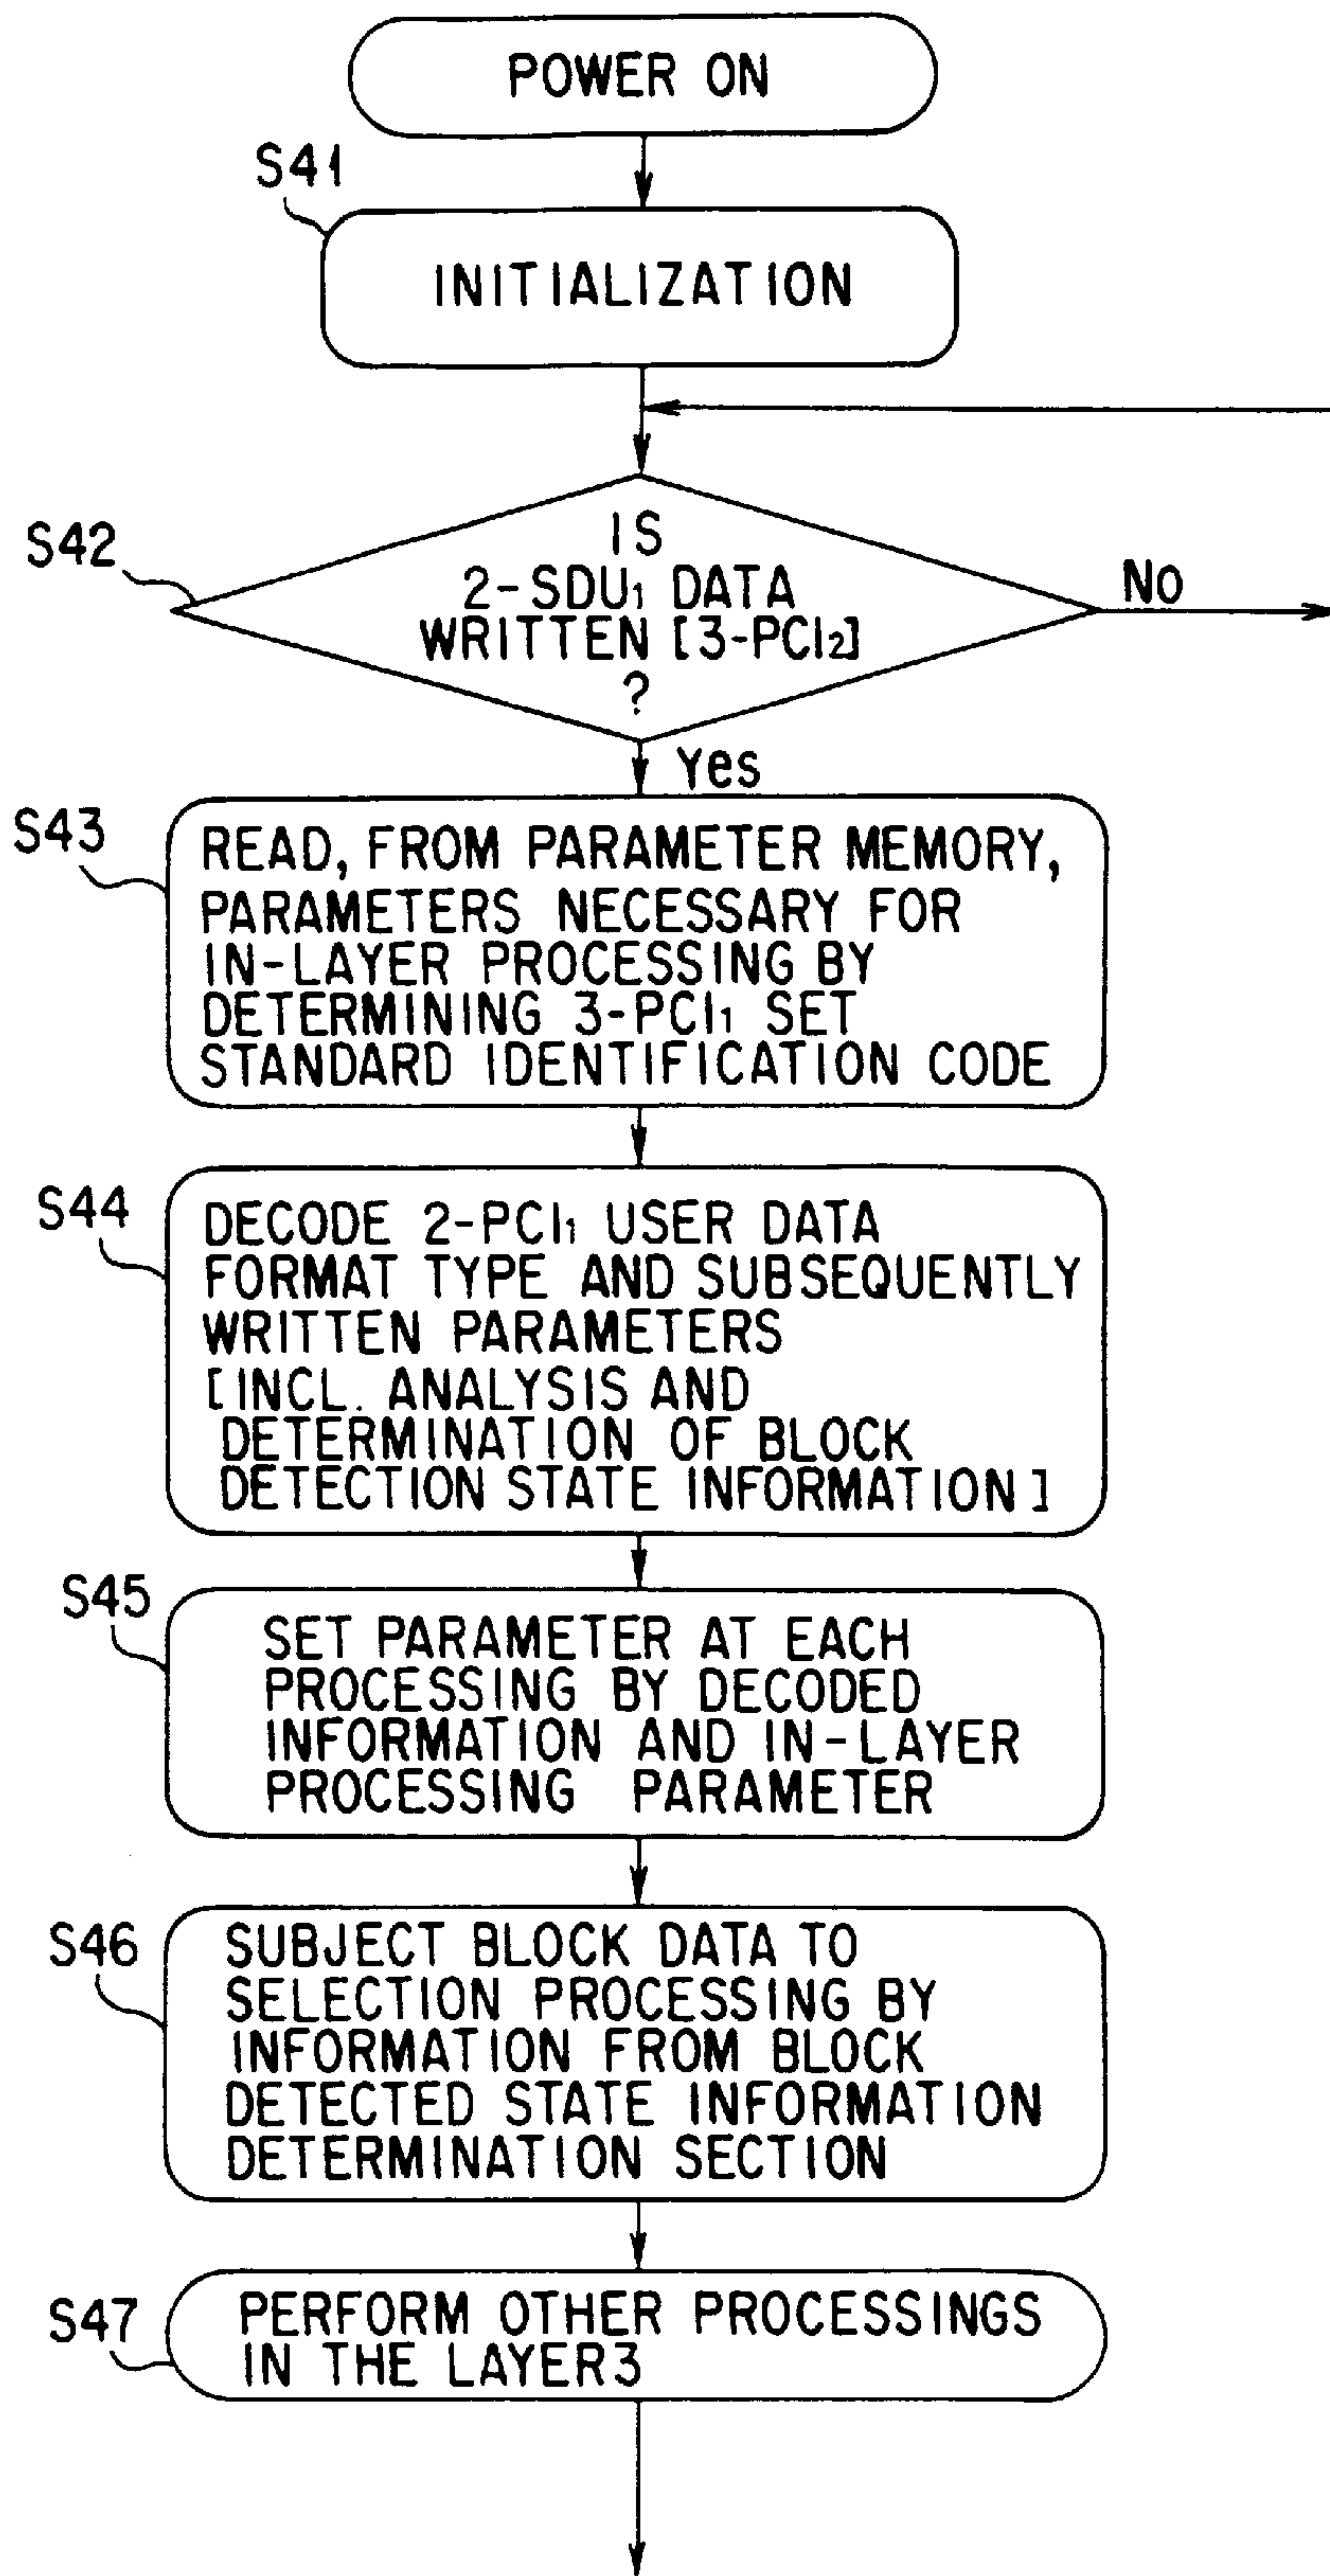 POWER ON
S41
INITIALIZATION
S42
IS
2-SDU₁ DATA
WRITTEN [3-PCI₂]
?
No
Yes
S43
READ, FROM PARAMETER MEMORY,
PARAMETERS NECESSARY FOR
IN-LAYER PROCESSING BY
DETERMINING 3-PCI₁ SET
STANDARD IDENTIFICATION CODE
S44
DECODE 2-PCI₁ USER DATA
FORMAT TYPE AND SUBSEQUENTLY
WRITTEN PARAMETERS
[INCL. ANALYSIS AND
DETERMINATION OF BLOCK
DETECTION STATE INFORMATION]
S45
SET PARAMETER AT EACH
PROCESSING BY DECODED
INFORMATION AND IN-LAYER
PROCESSING PARAMETER
S46
SUBJECT BLOCK DATA TO
SELECTION PROCESSING BY
INFORMATION FROM BLOCK
DETECTED STATE INFORMATION
DETERMINATION SECTION
S47
PERFORM OTHER PROCESSINGS
IN THE LAYER3